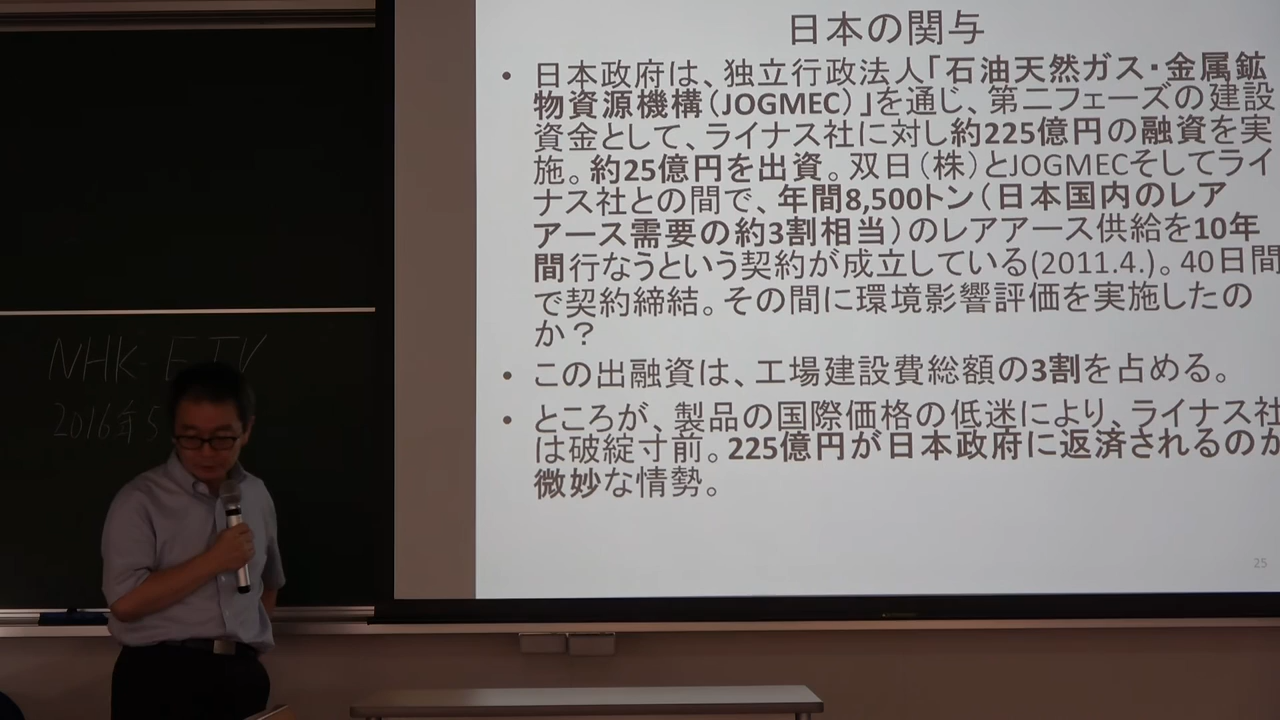 日本の関与
• 日本政府は、独立行政法人「石油天然ガス・金属鉱
物資源機構（JOGMEC）」を通じ、第二フェーズの建設
資金として、ライナス社に対し約225億円の融資を実
施。約25億円を出資。双日（株）とJOGMECそしてライ
ナス社との間で、年間8,500トン（日本国内のレア
アース需要の約3割相当）のレアアース供給を10年
間行なうという契約が成立している(2011.4.)。40日間
で契約締結。その間に環境影響評価を実施したの
か？
• この出融資は、工場建設費総額の3割を占める。
• ところが、製品の国際価格の低迷により、ライナス社
は破綻寸前。225億円が日本政府に返済されるのか
微妙な情勢。
25
NHK-ETV
2016年5